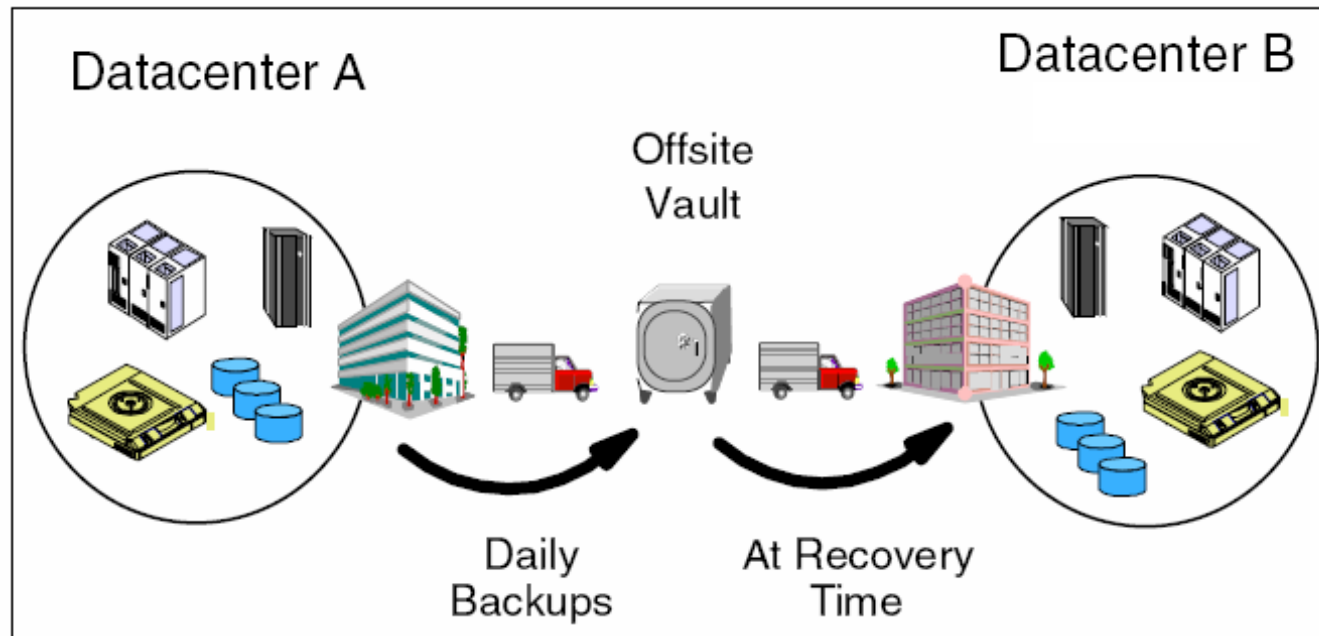 Datacenter A
Datacenter B
Offsite
Vault
Daily
Backups
At Recovery
Time